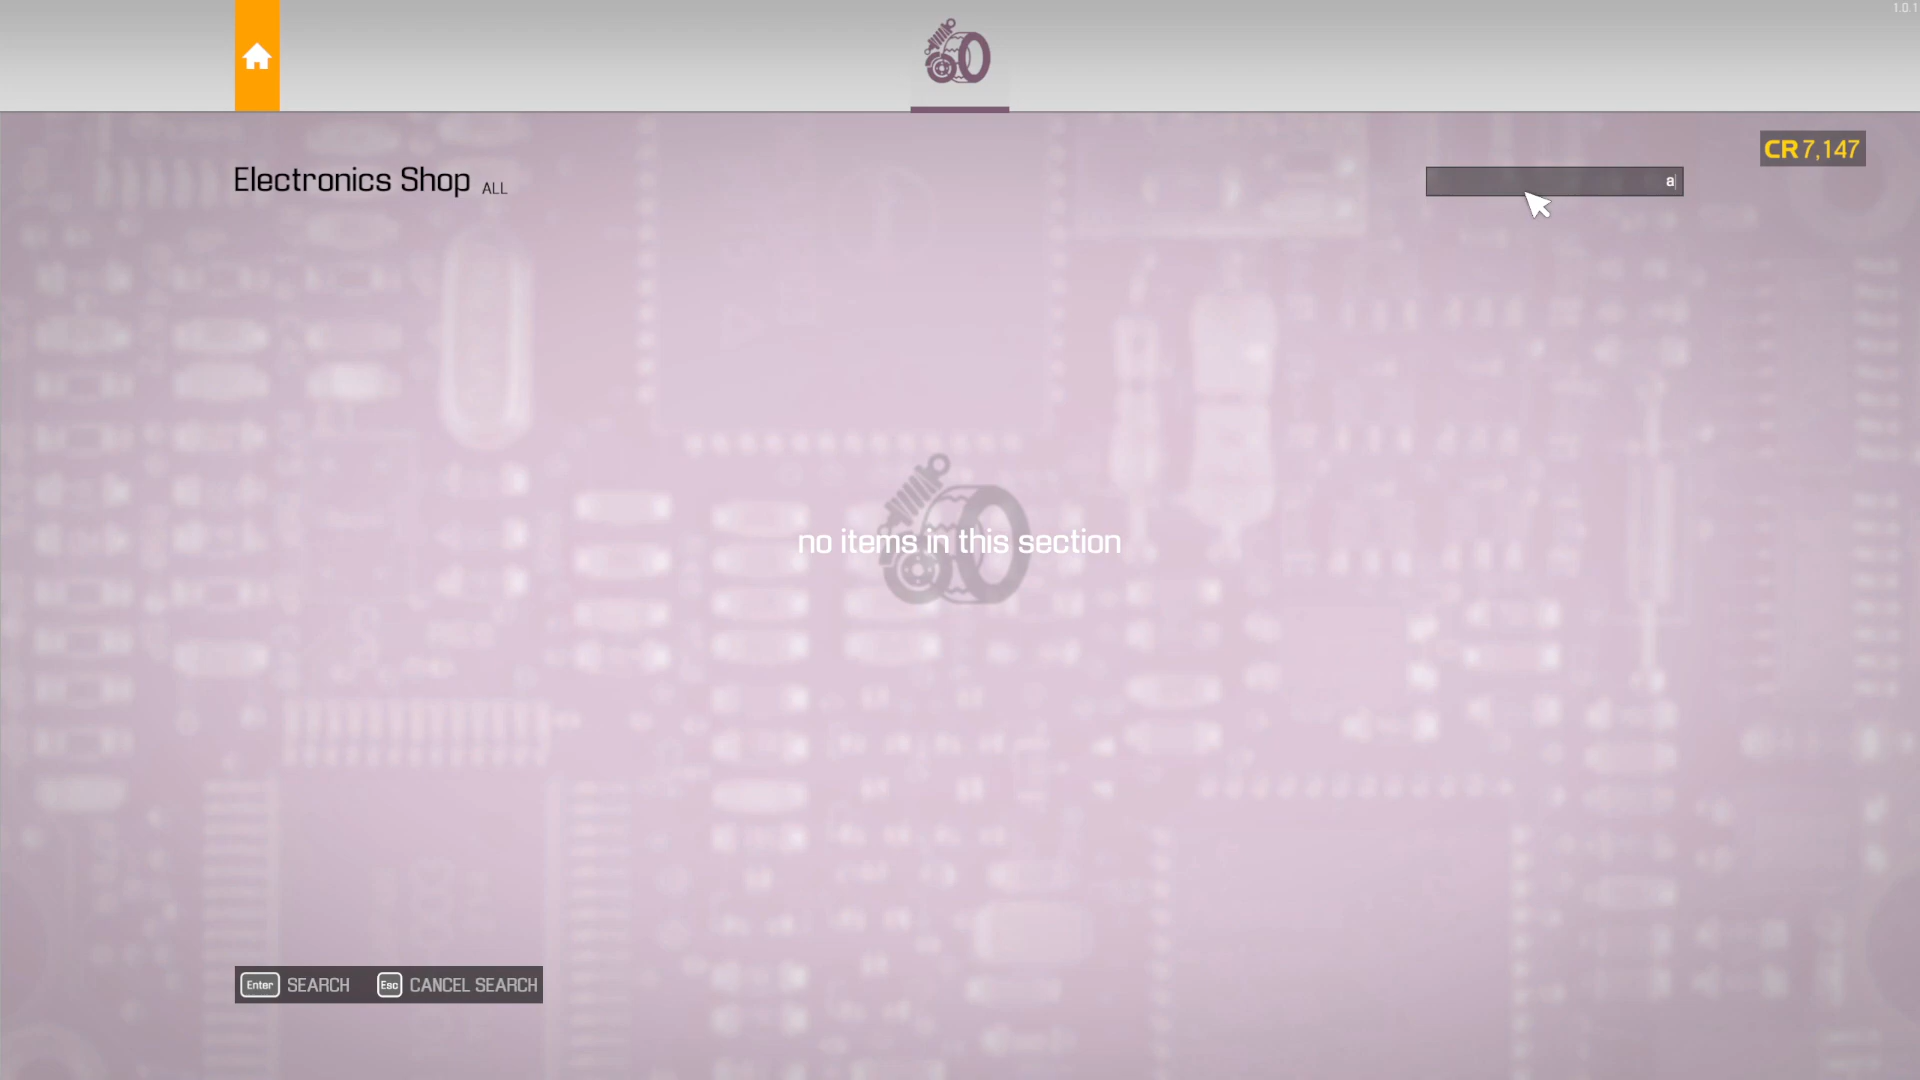 1.0.1
CR 7,147
Electronics Shop ALL
a
no items in this section
Enter SEARCH Esc CANCEL SEARCH